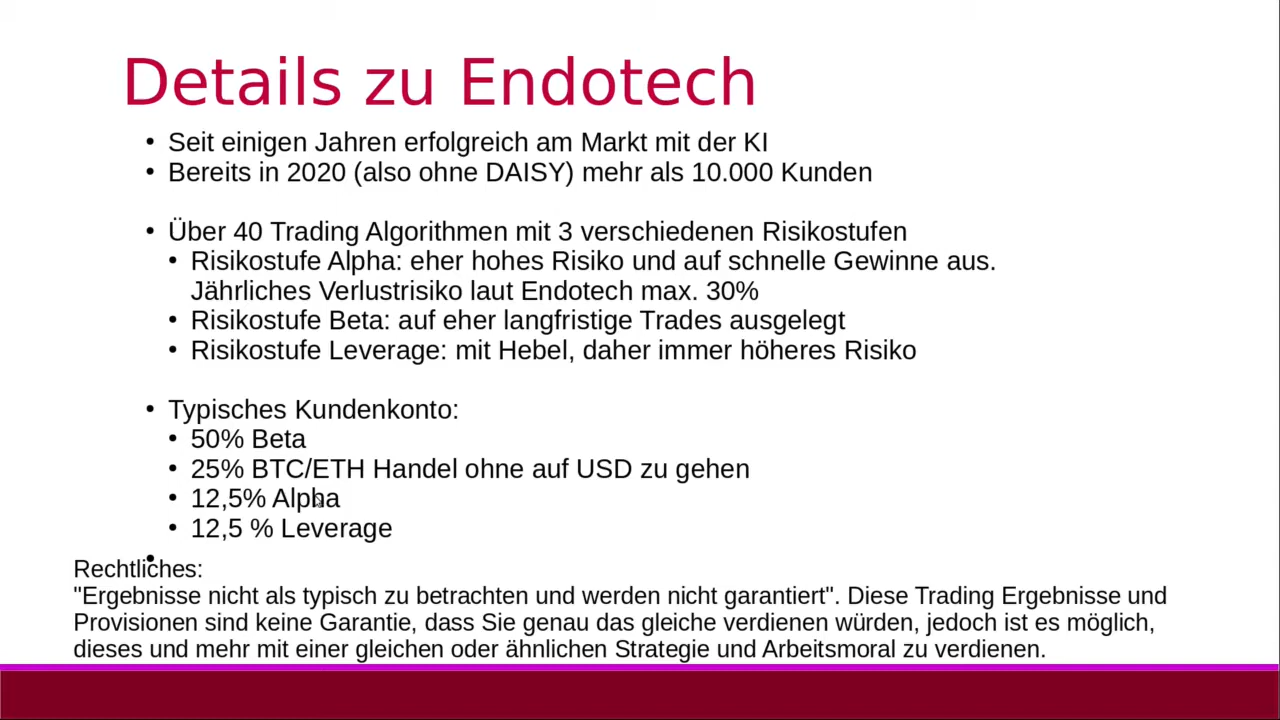 Details zu Endotech
• Seit einigen Jahren erfolgreich am Markt mit der KI
• Bereits in 2020 (also ohne DAISY) mehr als 10.000 Kunden
• Über 40 Trading Algorithmen mit 3 verschiedenen Risikostufen
• Risikostufe Alpha: eher hohes Risiko und auf schnelle Gewinne aus.
Jährliches Verlustrisiko laut Endotech max. 30%
• Risikostufe Beta: auf eher langfristige Trades ausgelegt
• Risikostufe Leverage: mit Hebel, daher immer höheres Risiko
• Typisches Kundenkonto:
• 50% Beta
• 25% BTC/ETH Handel ohne auf USD zu gehen
• 12,5% Alpha
• 12,5 % Leverage
•
Rechtliches:
"Ergebnisse nicht als typisch zu betrachten und werden nicht garantiert". Diese Trading Ergebnisse und
Provisionen sind keine Garantie, dass Sie genau das gleiche verdienen würden, jedoch ist es möglich,
dieses und mehr mit einer gleichen oder ähnlichen Strategie und Arbeitsmoral zu verdienen.